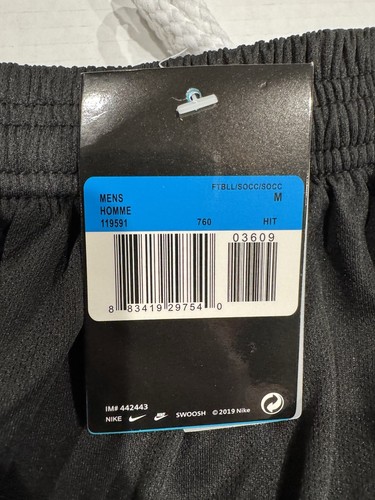 FTBLL/SOCC/SOCC
MENS M
HOMME
119591 760 HIT
03609
8 83419 29754 0
IM# 442443
NIKE SWOOSH ©2019 Nike